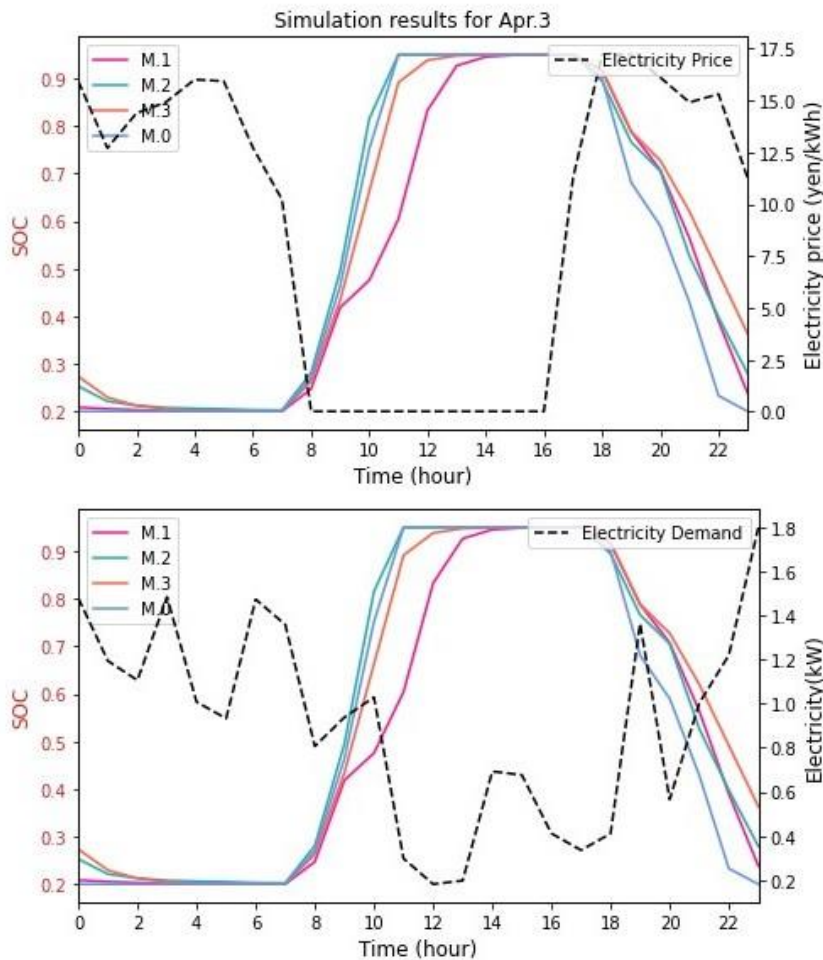 Simulation results for Apr.3
M.1
M.2
M.3
M.0
Electricity Price
0.9
0.8
0.7
0.6
0.5
0.4
0.3
0.2
SOC
17.5
15.0
12.5
10.0
7.5
5.0
2.5
0.0
Electricity price (yen/kWh)
0 2 4 6 8 10 12 14 16 18 20 22
Time (hour)
M.1
M.2
M.3
M.0
Electricity Demand
0.9
0.8
0.7
0.6
0.5
0.4
0.3
0.2
SOC
1.8
1.6
1.4
1.2
1.0
0.8
0.6
0.4
0.2
Electricity(kW)
0 2 4 6 8 10 12 14 16 18 20 22
Time (hour)